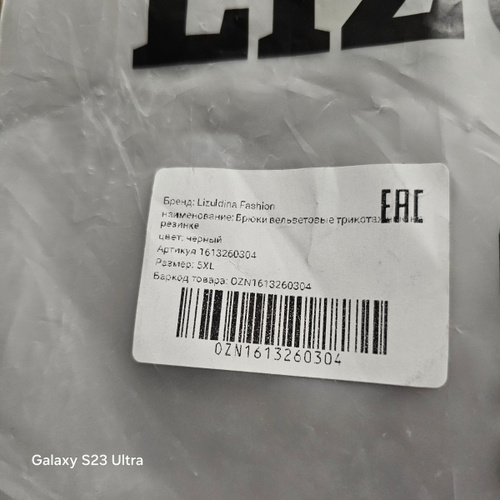 LIZ
EAC
Бренд: Lizuldina Fashion
наименование: Брюки вельветовые на
резинке
цвет: черный
Артикул 1613260304
Размер: 5XL
Баркод товара: OZN1613260304
OZN1613260304
Galaxy S23 Ultra